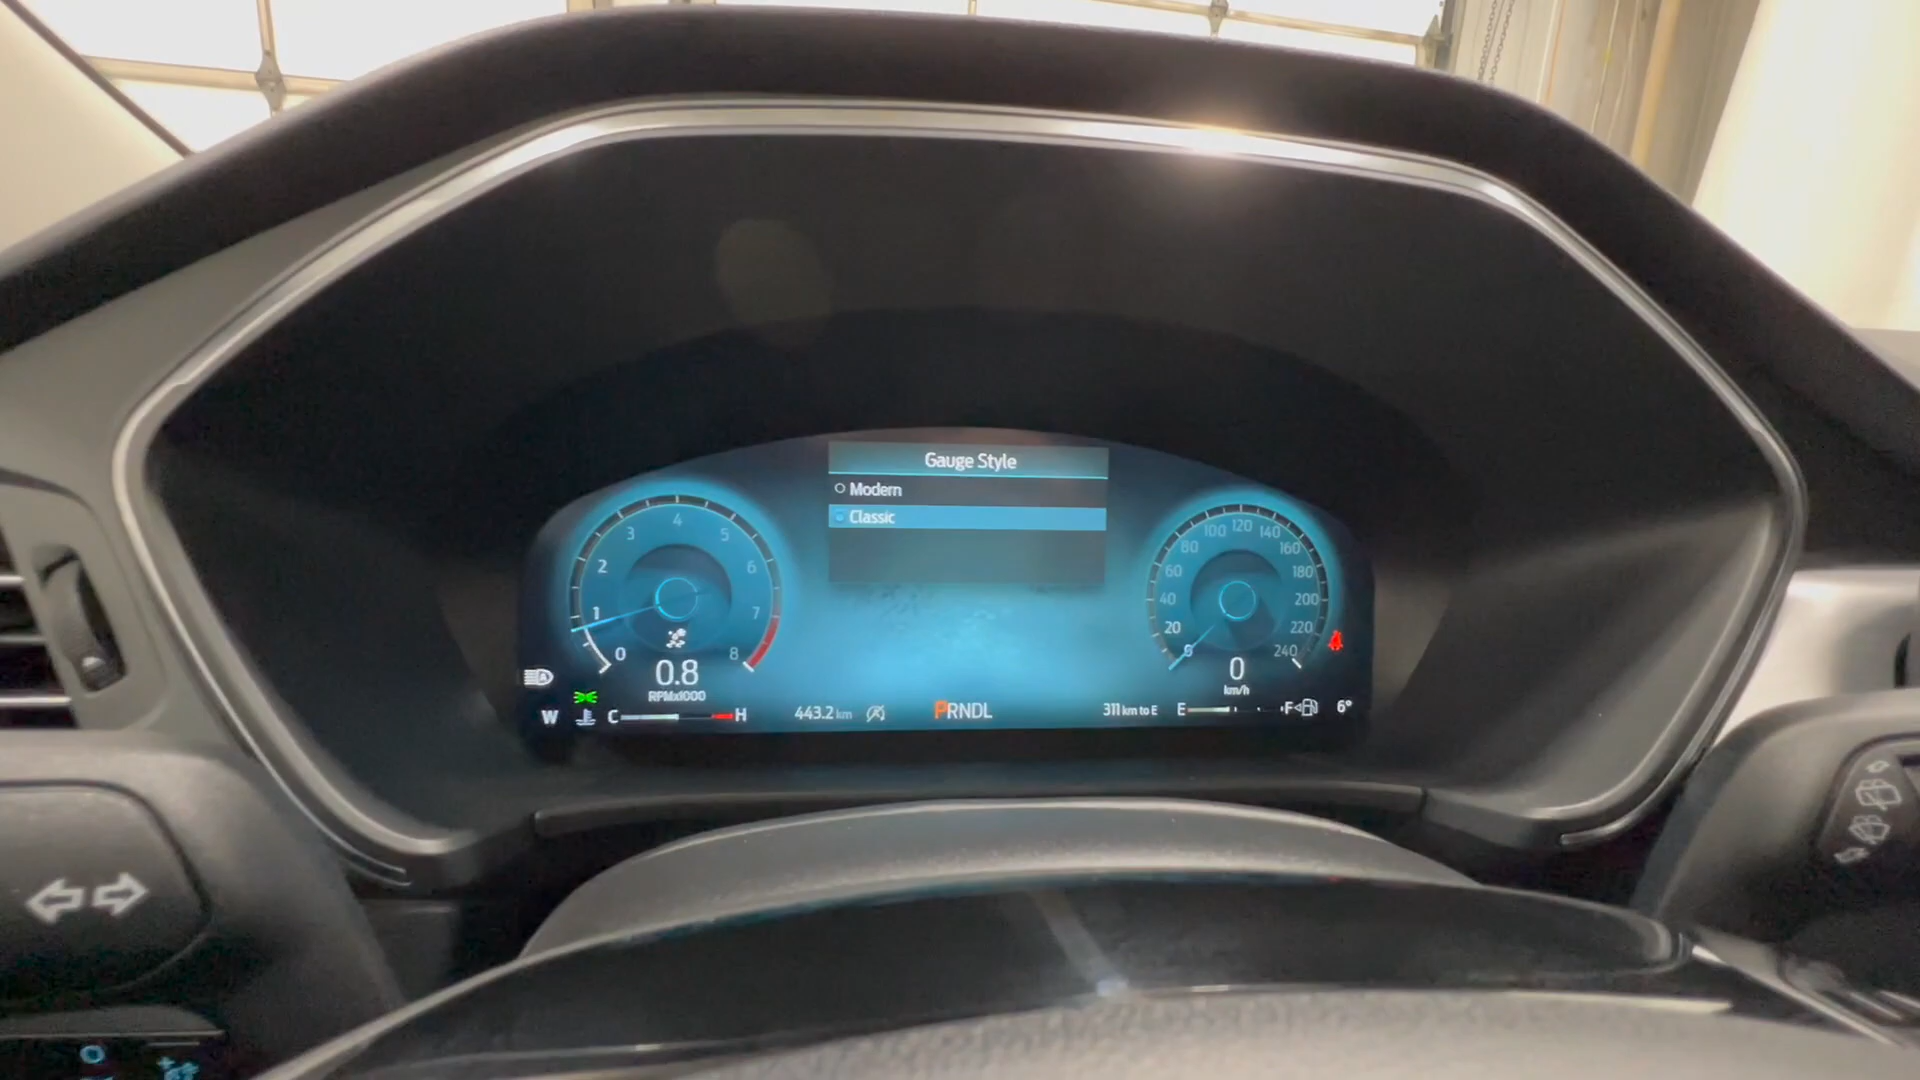 Gauge Style
Modern
Classic
0
1
2
3
4
5
6
7
8
0.8
RPMx1000
0
20
40
60
80
100
120
140
160
180
200
220
240
0
km/h
A
W
C
H
443.2 km
A
PRNDL
311 km to E
E
F
6°